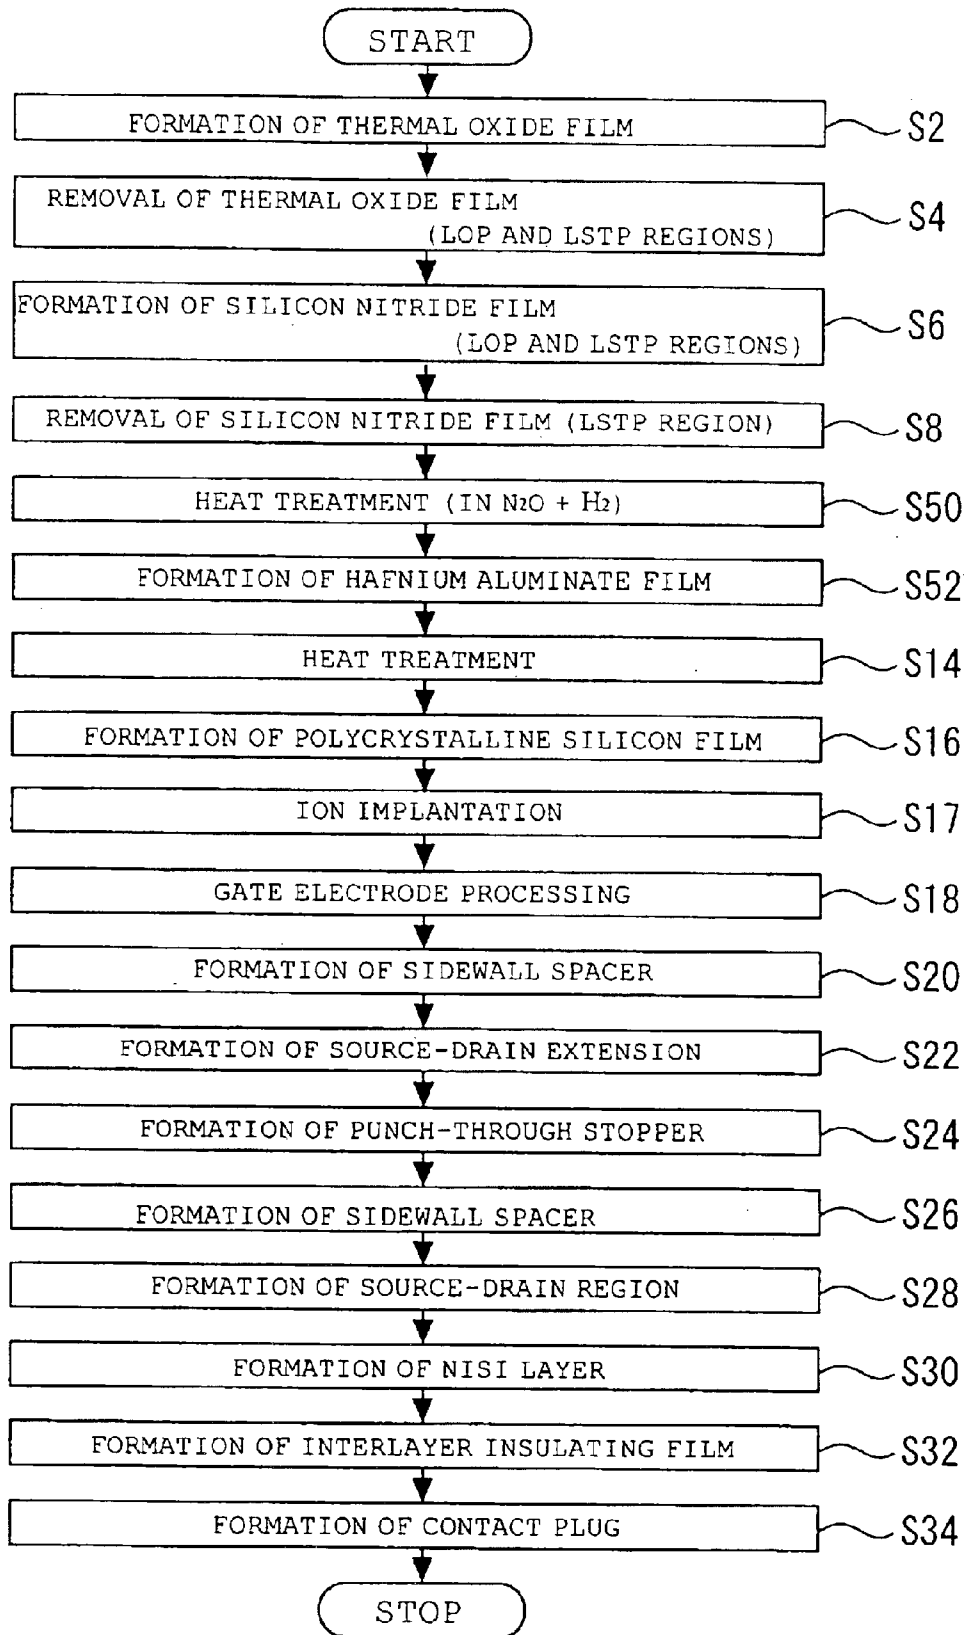 START
FORMATION OF THERMAL OXIDE FILM
S2
REMOVAL OF THERMAL OXIDE FILM
(LOP AND LSTP REGIONS)
S4
FORMATION OF SILICON NITRIDE FILM
(LOP AND LSTP REGIONS)
S6
REMOVAL OF SILICON NITRIDE FILM (LSTP REGION)
S8
HEAT TREATMENT (IN N2O + H2)
S50
FORMATION OF HAFNIUM ALUMINATE FILM
S52
HEAT TREATMENT
S14
FORMATION OF POLYCRYSTALLINE SILICON FILM
S16
ION IMPLANTATION
S17
GATE ELECTRODE PROCESSING
S18
FORMATION OF SIDEWALL SPACER
S20
FORMATION OF SOURCE-DRAIN EXTENSION
S22
FORMATION OF PUNCH-THROUGH STOPPER
S24
FORMATION OF SIDEWALL SPACER
S26
FORMATION OF SOURCE-DRAIN REGION
S28
FORMATION OF NISI LAYER
S30
FORMATION OF INTERLAYER INSULATING FILM
S32
FORMATION OF CONTACT PLUG
S34
STOP